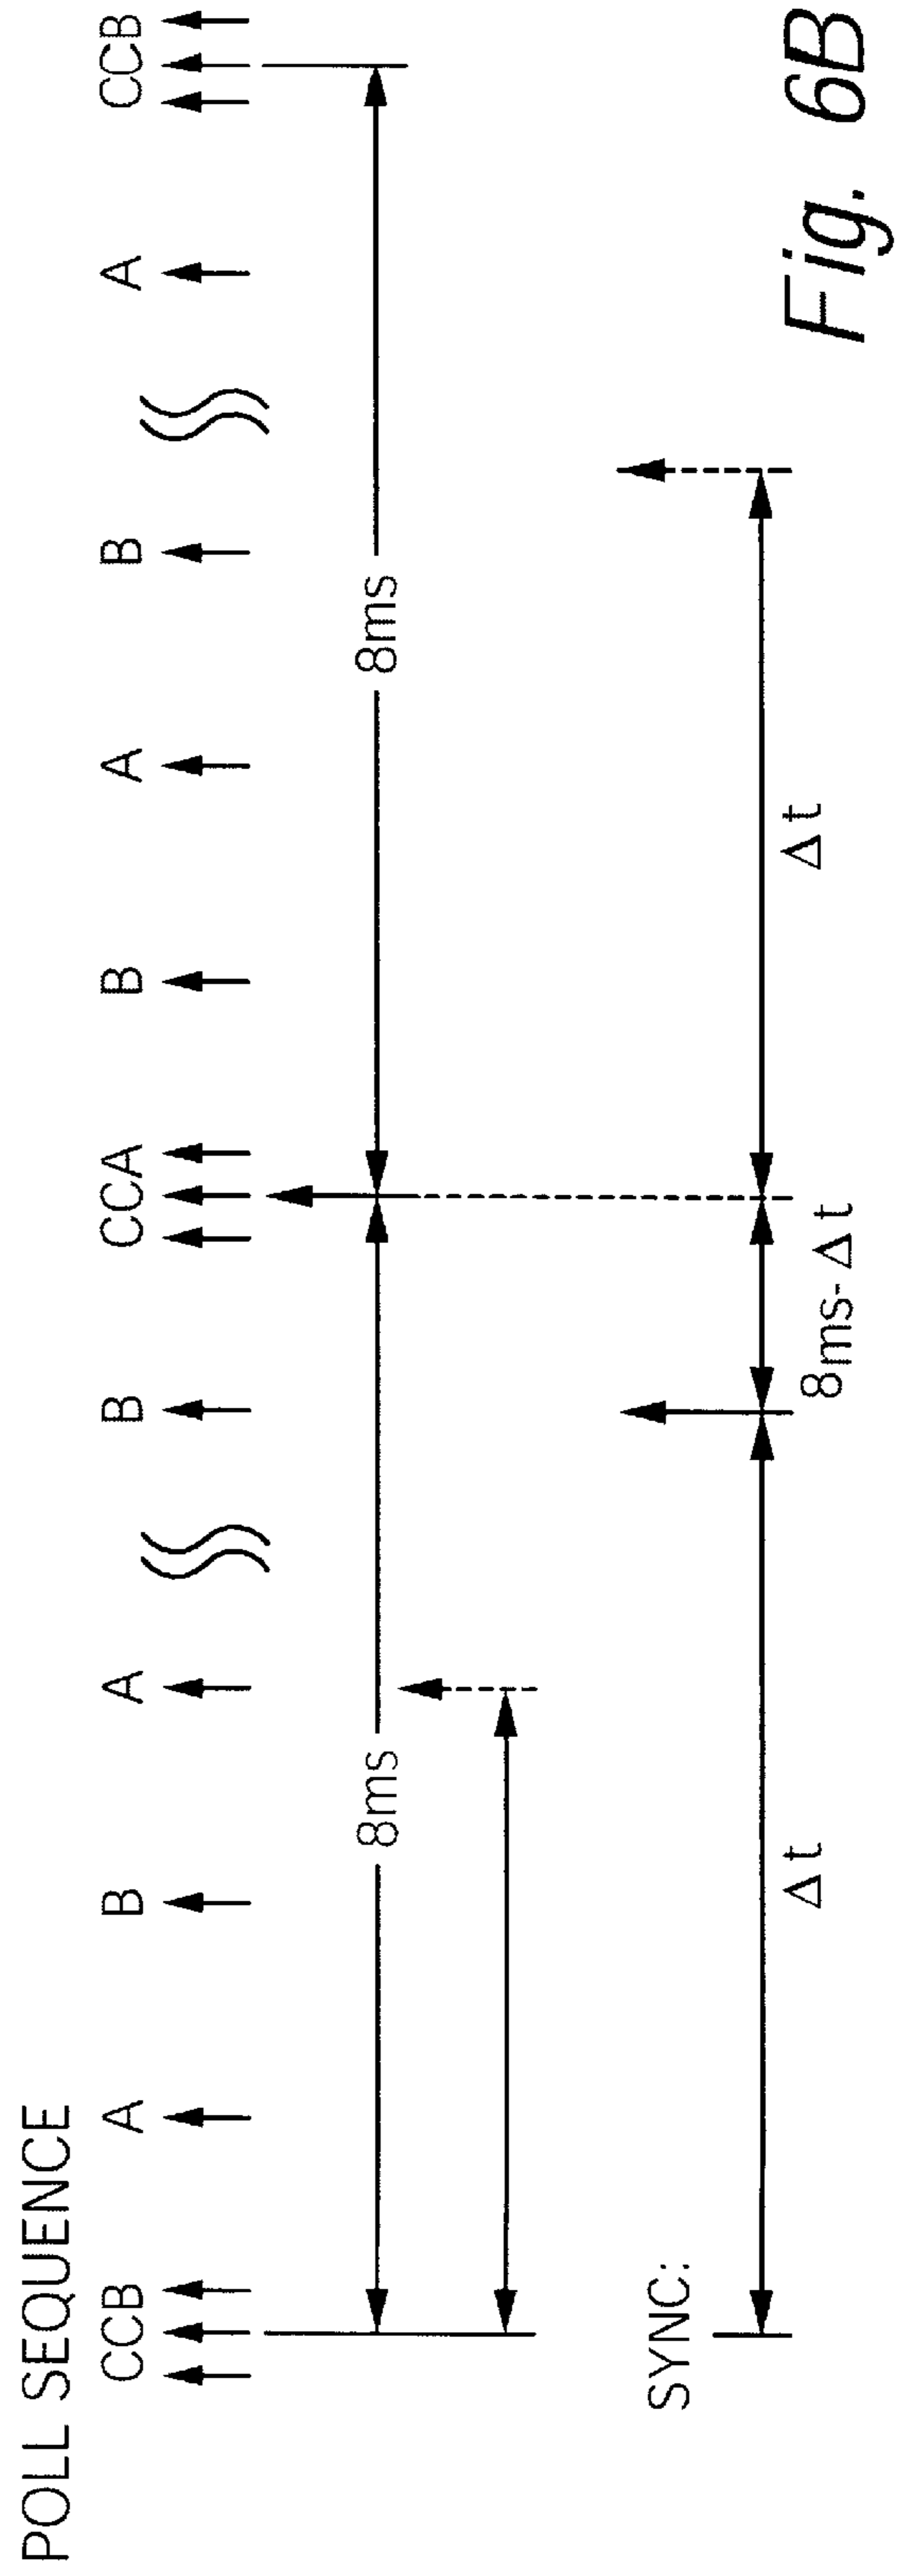 POLL SEQUENCE
CCB A B A B CCA B A B A CCB
8ms 8ms
SYNC:
Δt 8ms-Δt Δt
Fig. 6B